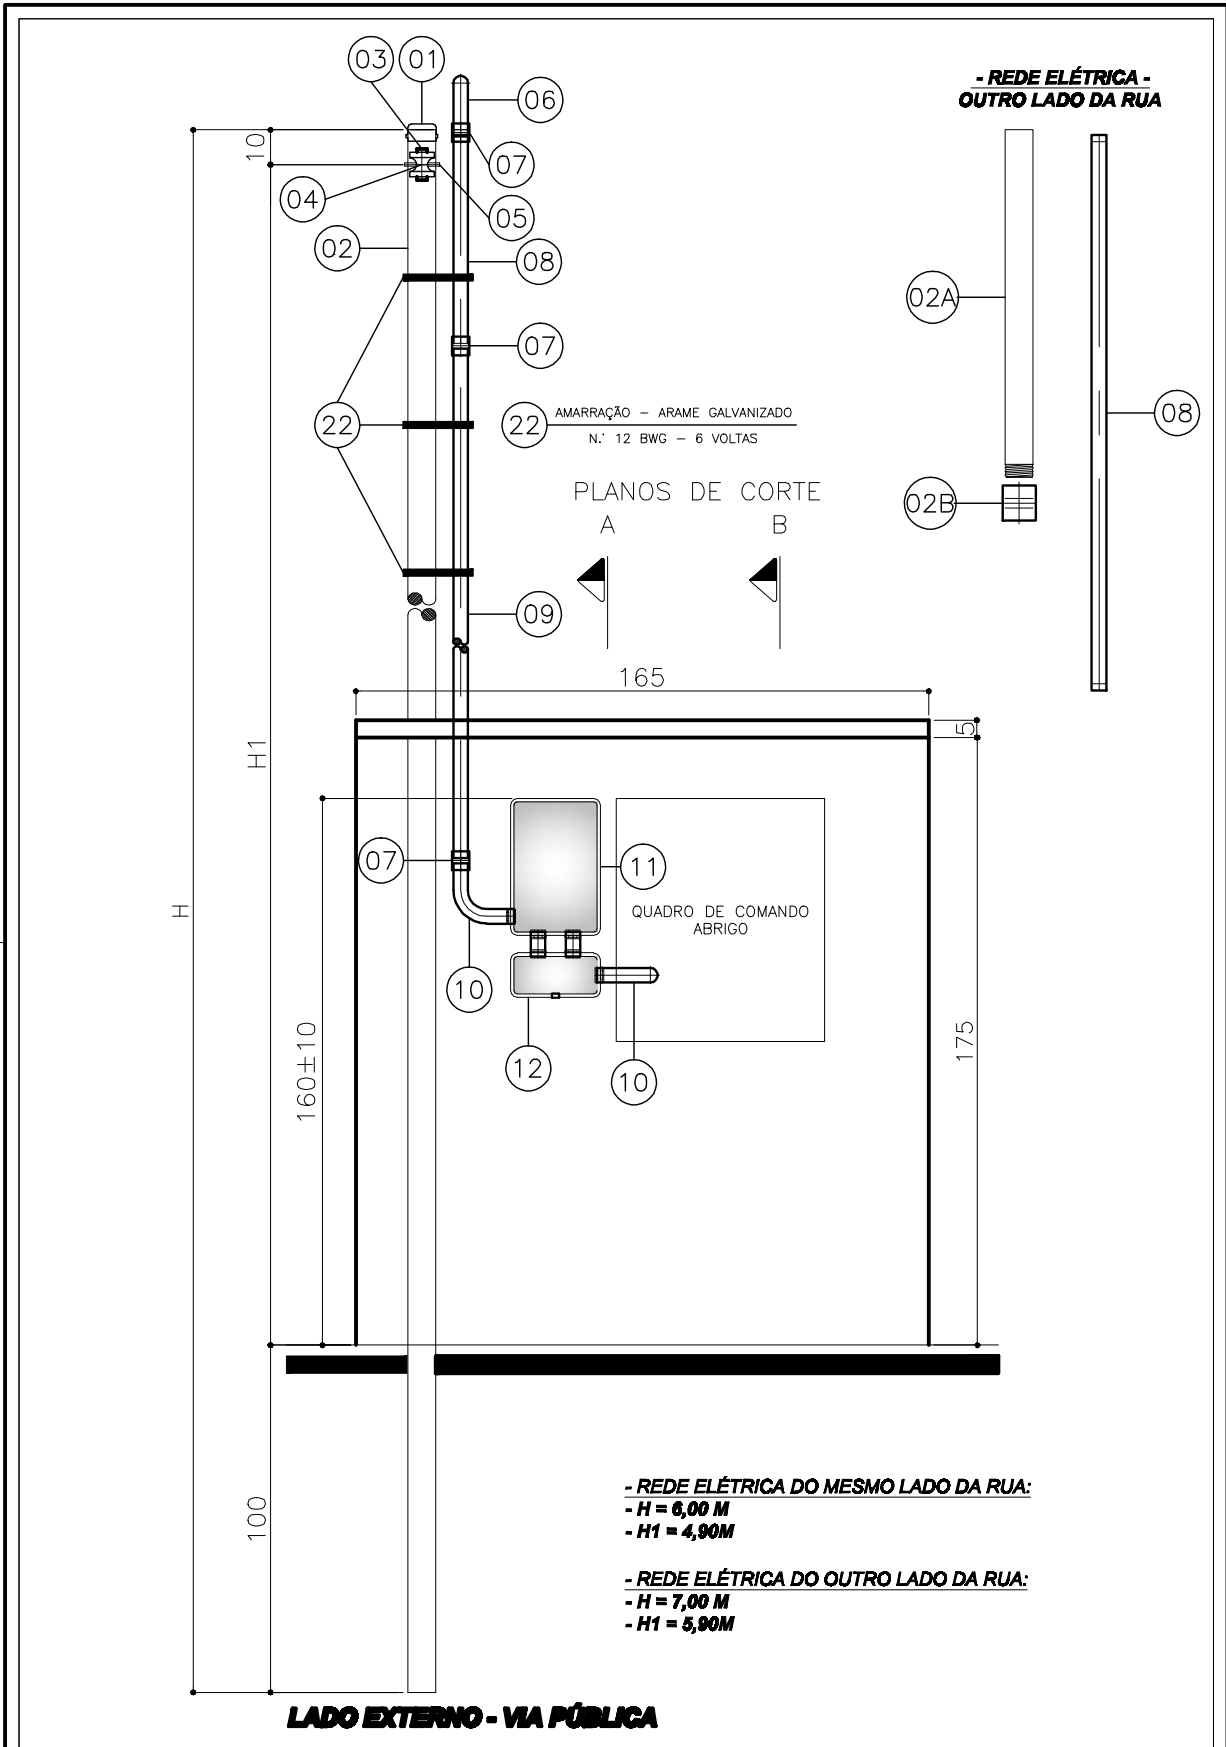 03 01
06
- REDE ELÉTRICA -
OUTRO LADO DA RUA
10
07
04
05
02
08
02A
07
08
22
22
AMARRAÇÃO - ARAME GALVANIZADO
N.º 12 BWG - 6 VOLTAS
02B
PLANOS DE CORTE
A B
09
165
5
H1
07
11
H
QUADRO DE COMANDO
ABRIGO
10
160±10
175
12
10
- REDE ELÉTRICA DO MESMO LADO DA RUA:
- H = 6,00 M
- H1 = 4,90M
100
- REDE ELÉTRICA DO OUTRO LADO DA RUA:
- H = 7,00 M
- H1 = 5,90M
LADO EXTERNO - VIA PÚBLICA